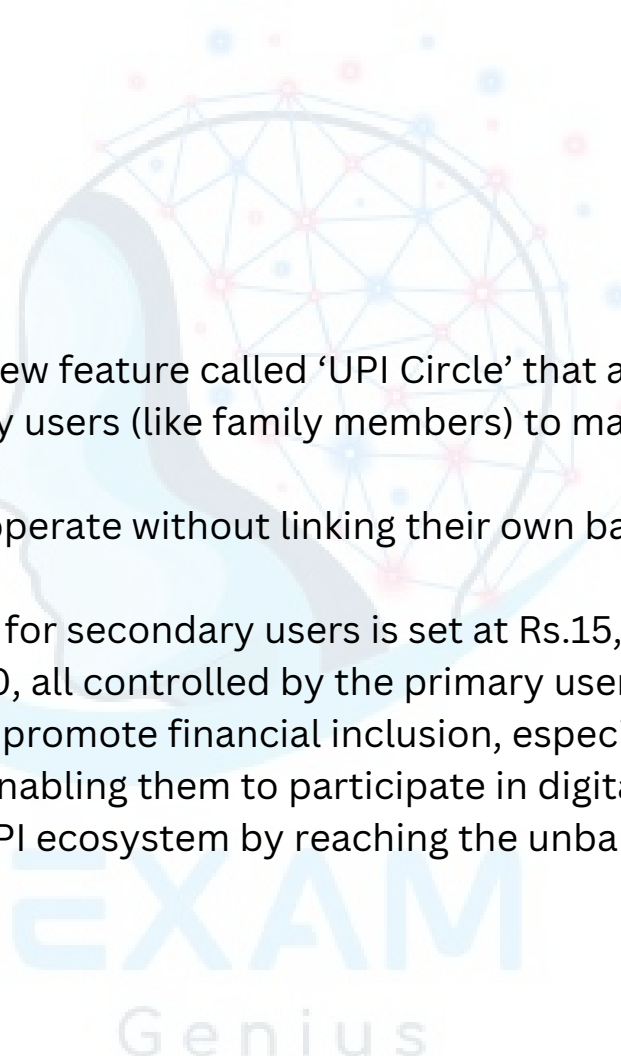 ew feature called ‘UPI Circle’ that a
y users (like family members) to ma
operate without linking their own ba
for secondary users is set at Rs.15,
0, all controlled by the primary user
promote financial inclusion, especi
nabling them to participate in digita
PI ecosystem by reaching the unba
EXAM
Genius